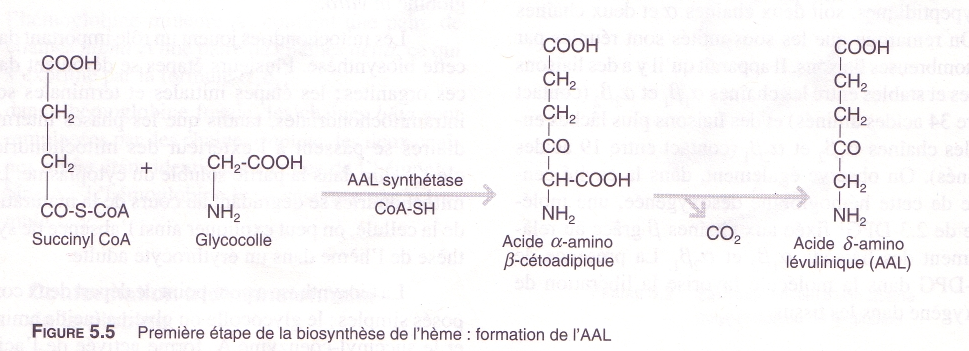 COOH
CH₂
CH₂
CO-S-CoA
Succinyl CoA
+
CH₂-COOH
NH₂
Glycocolle
AAL synthétase
CoA-SH
COOH
CH₂
CH₂
CO
CH-COOH
NH₂
Acide α-amino
β-cétoadipique
CO₂
COOH
CH₂
CH₂
CO
CH₂
NH₂
Acide δ-amino
lévulinique (AAL)
FIGURE 5.5 Première étape de la biosynthèse de l'hème : formation de l'AAL